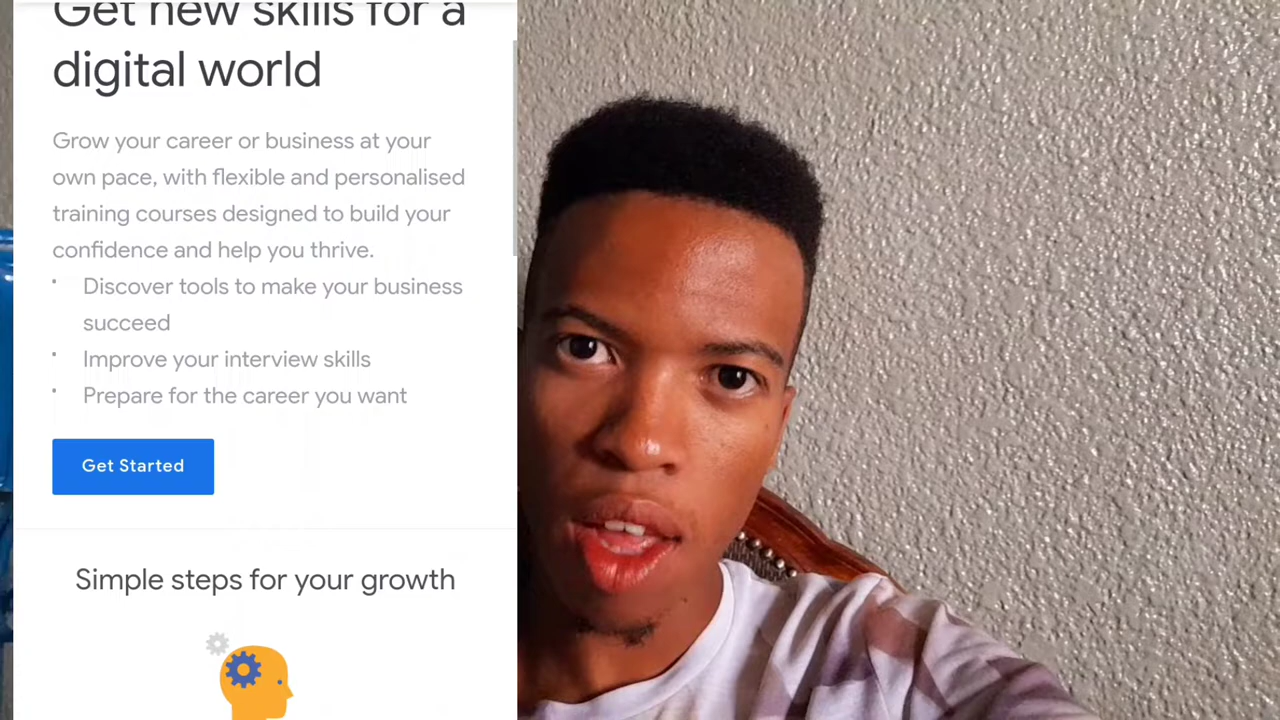 Get new skills for a
digital world
Grow your career or business at your
own pace, with flexible and personalised
training courses designed to build your
confidence and help you thrive.
Discover tools to make your business
succeed
Improve your interview skills
Prepare for the career you want
Get Started
Simple steps for your growth